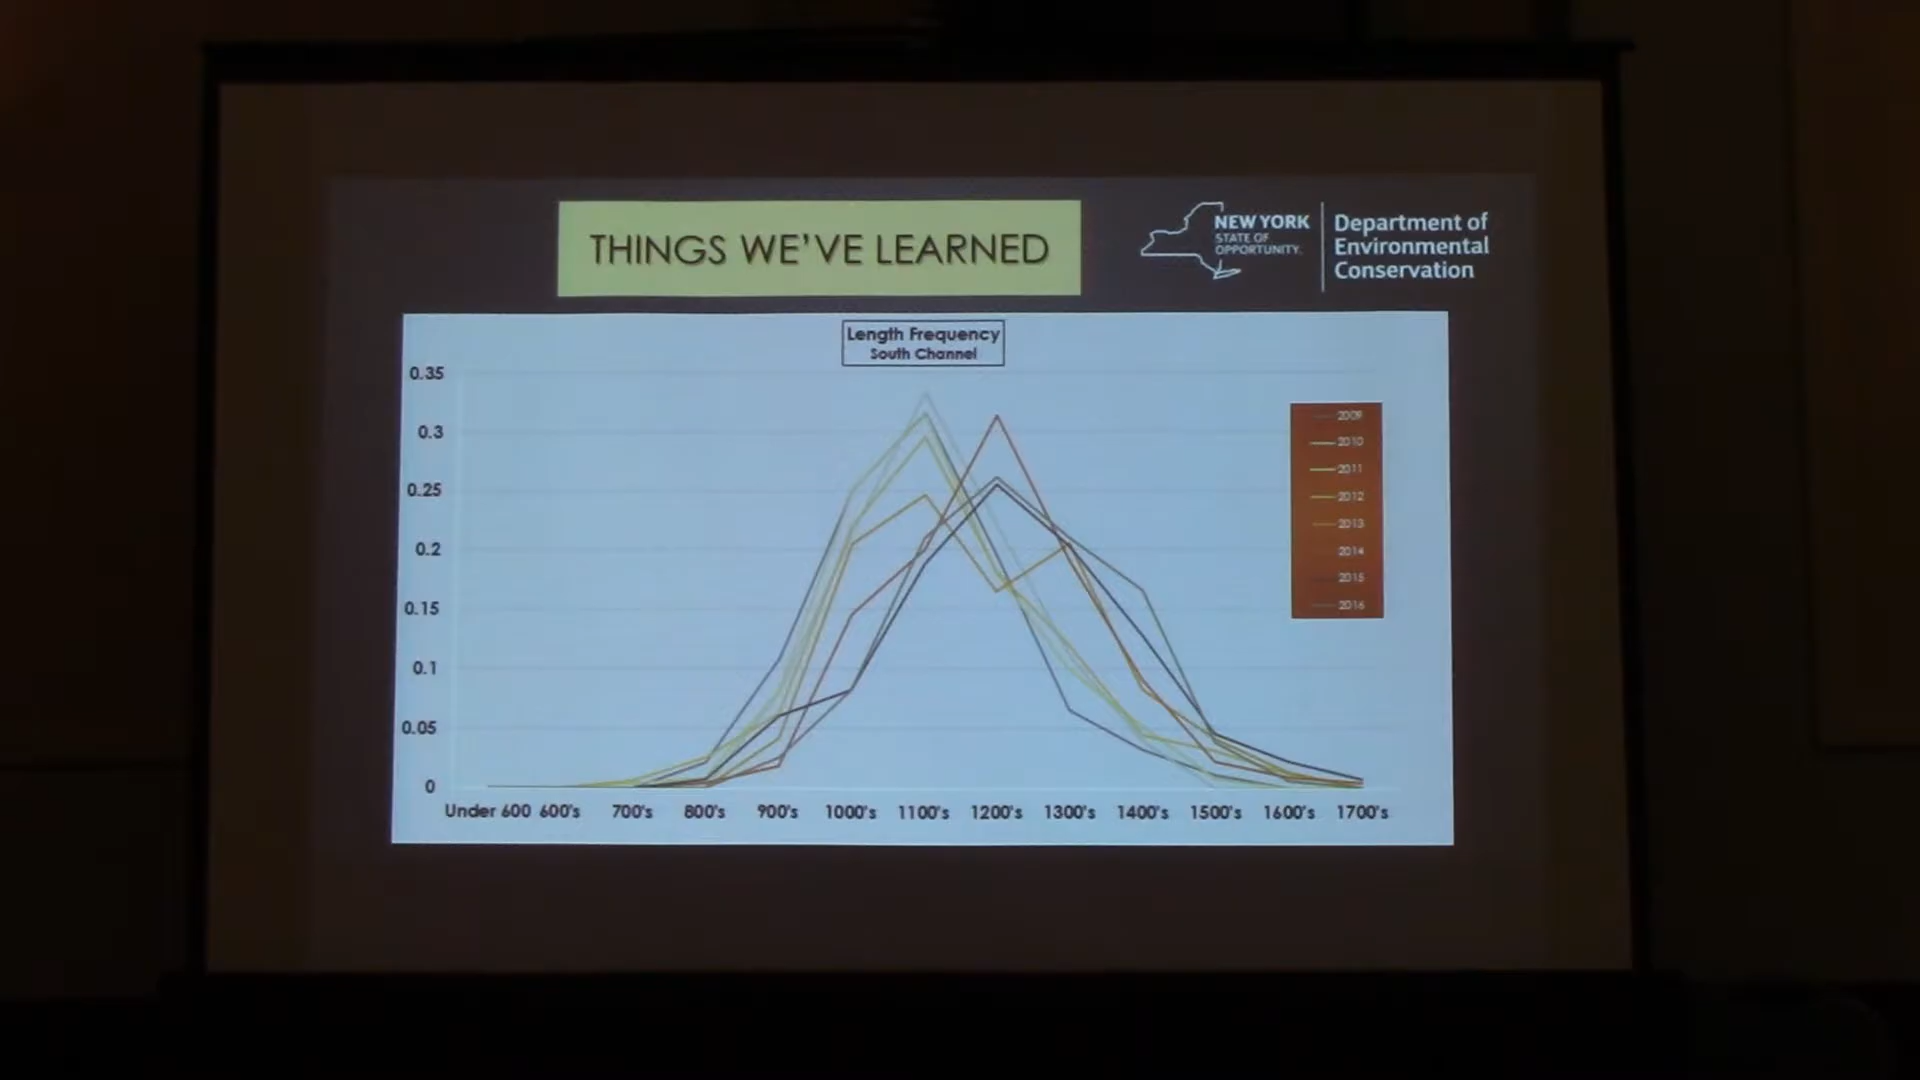 THINGS WE'VE LEARNED
NEW YORK
STATE OF
OPPORTUNITY.
Department of
Environmental
Conservation
Length Frequency
South Channel
0.35
0.3
0.25
0.2
0.15
0.1
0.05
0
Under 600 600's 700's 800's 900's 1000's 1100's 1200's 1300's 1400's 1500's 1600's 1700's
2009
2010
2011
2012
2013
2014
2015
2016